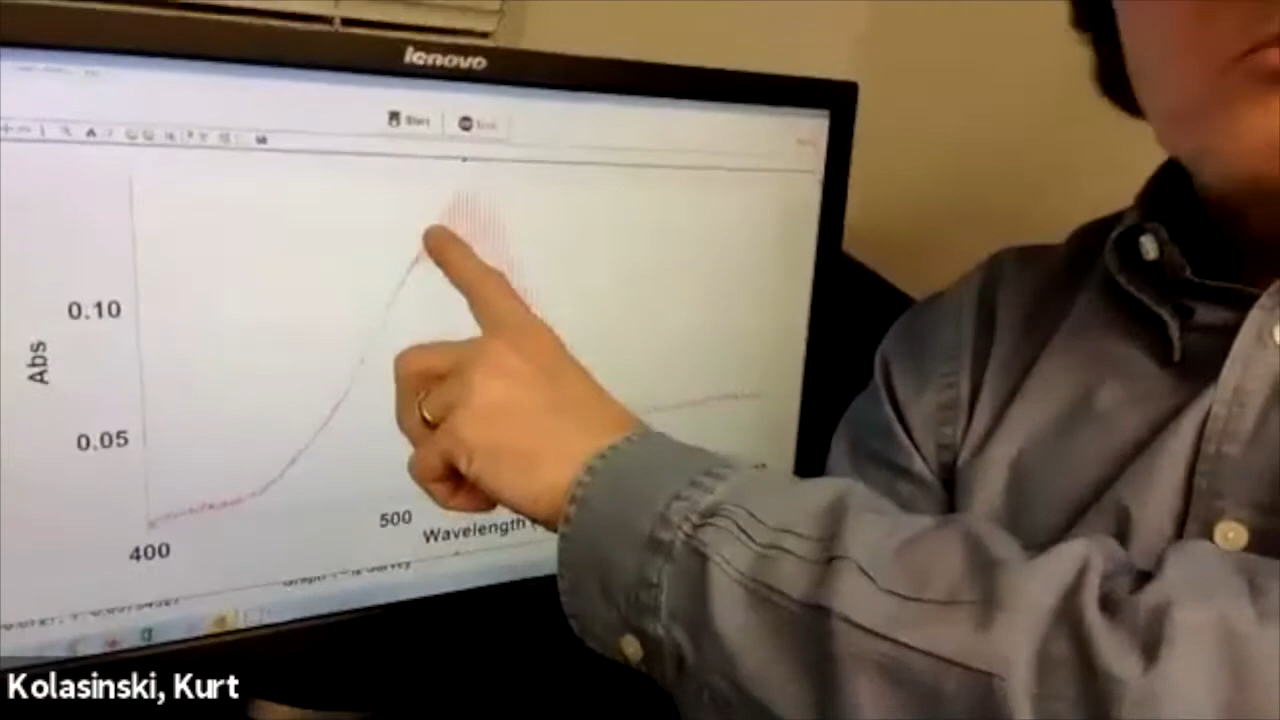 lenovo
Start
0.10
Abs
0.05
500
Wavelength (
400
Kolasinski, Kurt